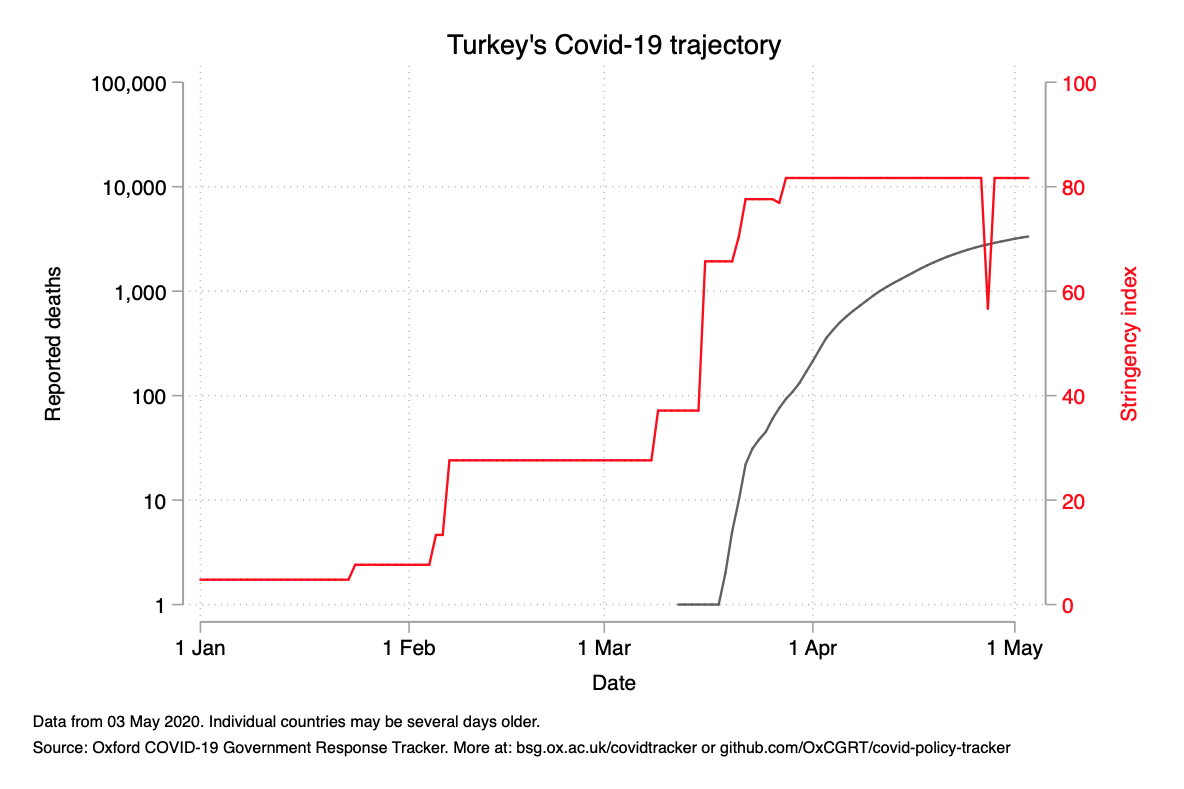 Turkey's Covid-19 trajectory
100,000
10,000
1,000
100
10
1
Reported deaths
100
80
60
40
20
0
Stringency index
1 Jan
1 Feb
1 Mar
1 Apr
1 May
Date
Data from 03 May 2020. Individual countries may be several days older.
Source: Oxford COVID-19 Government Response Tracker. More at: bsg.ox.ac.uk/covidtracker or github.com/OxCGRT/covid-policy-tracker